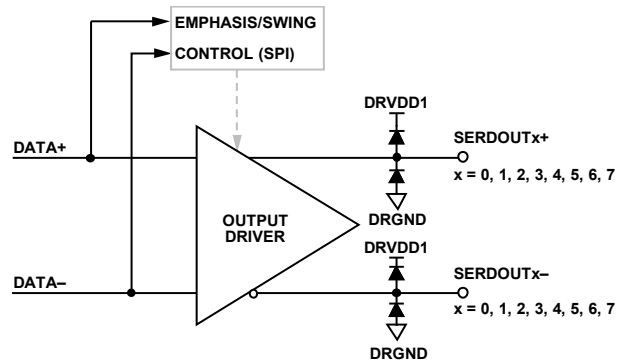 EMPHASIS/SWING
CONTROL (SPI)
DRVDD1
DATA+
SERDOUTx+
x = 0, 1, 2, 3, 4, 5, 6, 7
OUTPUT
DRIVER
DRGND
DRVDD1
DATA–
SERDOUTx–
x = 0, 1, 2, 3, 4, 5, 6, 7
DRGND